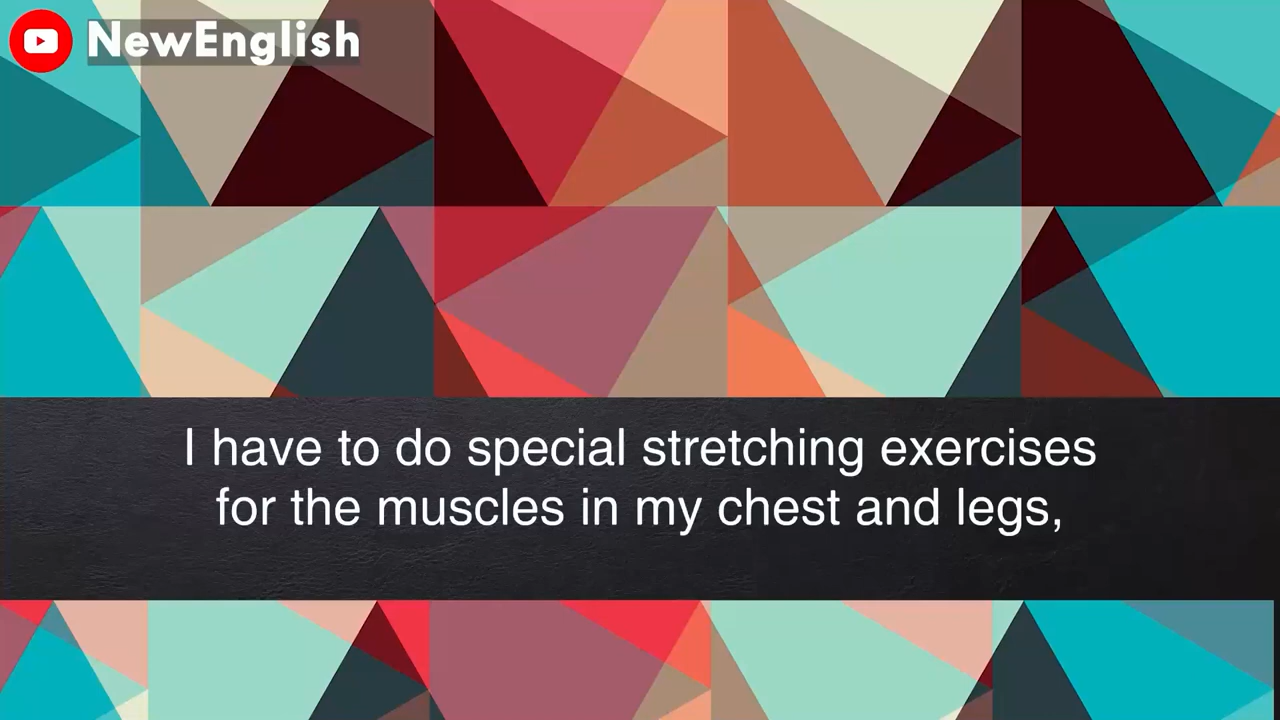 NewEnglish
I have to do special stretching exercises
for the muscles in my chest and legs,